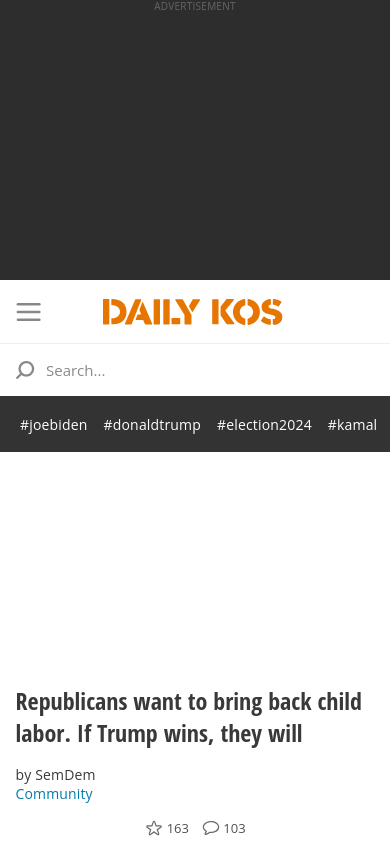 ADVERTISEMENT
DAILY KOS
Search...
#joebiden #donaldtrump #election2024 #kamal
Republicans want to bring back child
labor. If Trump wins, they will
by SemDem
Community
163 103